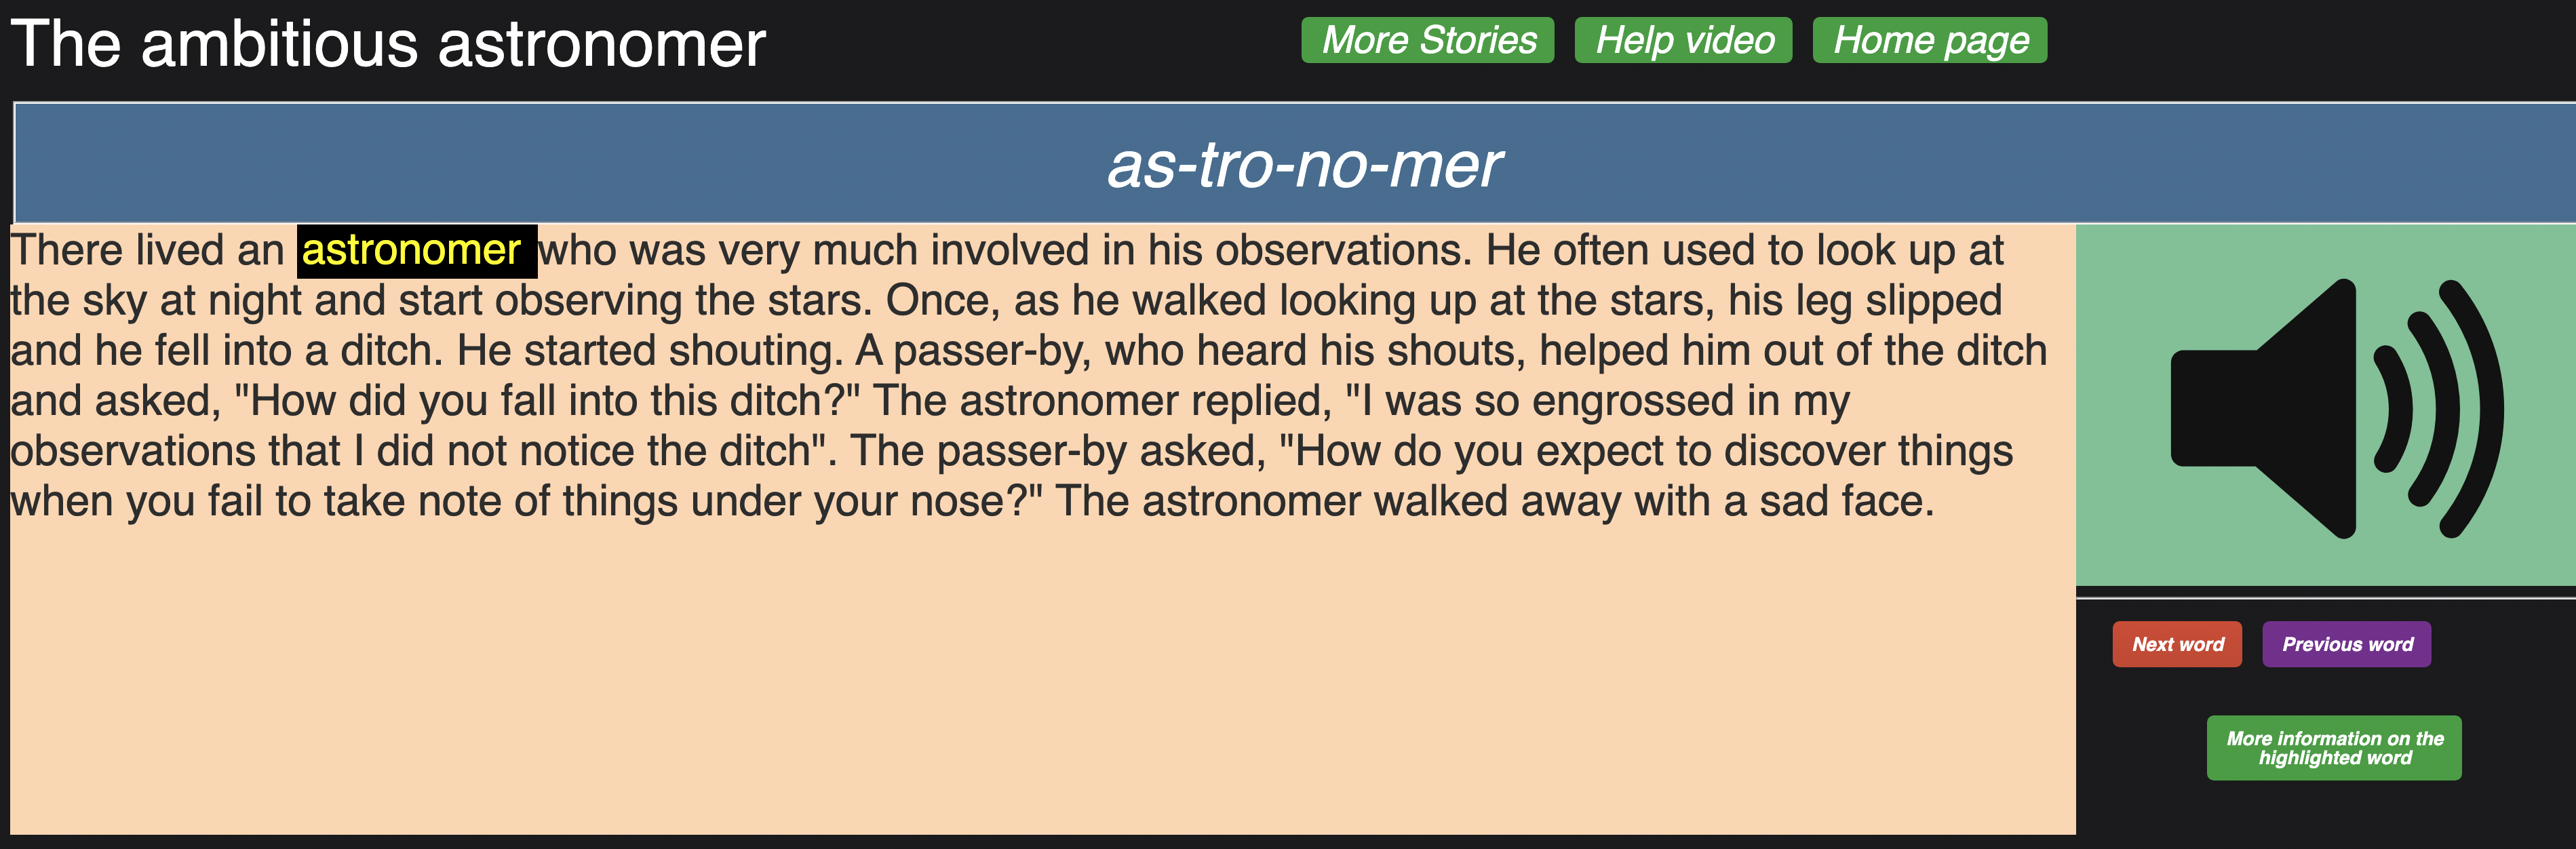 The ambitious astronomer
More Stories
Help video
Home page
as-tro-no-mer
There lived an astronomer who was very much involved in his observations. He often used to look up at
the sky at night and start observing the stars. Once, as he walked looking up at the stars, his leg slipped
and he fell into a ditch. He started shouting. A passer-by, who heard his shouts, helped him out of the ditch
and asked, "How did you fall into this ditch?" The astronomer replied, "I was so engrossed in my
observations that I did not notice the ditch". The passer-by asked, "How do you expect to discover things
when you fail to take note of things under your nose?" The astronomer walked away with a sad face.
Next word
Previous word
More information on the
highlighted word